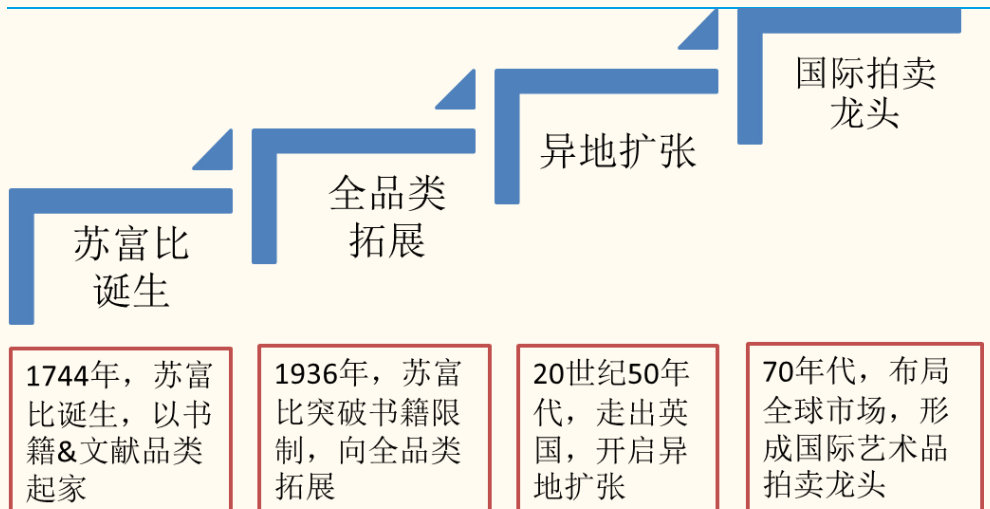 苏富比
诞生
全品类
拓展
异地扩张
国际拍卖
龙头
1744年，苏富
比诞生，以书
籍&文献品类
起家
1936年，苏富
比突破书籍限
制，向全品类
拓展
20世纪50年
代，走出英
国，开启异
地扩张
70年代，布局
全球市场，形
成国际艺术品
拍卖龙头